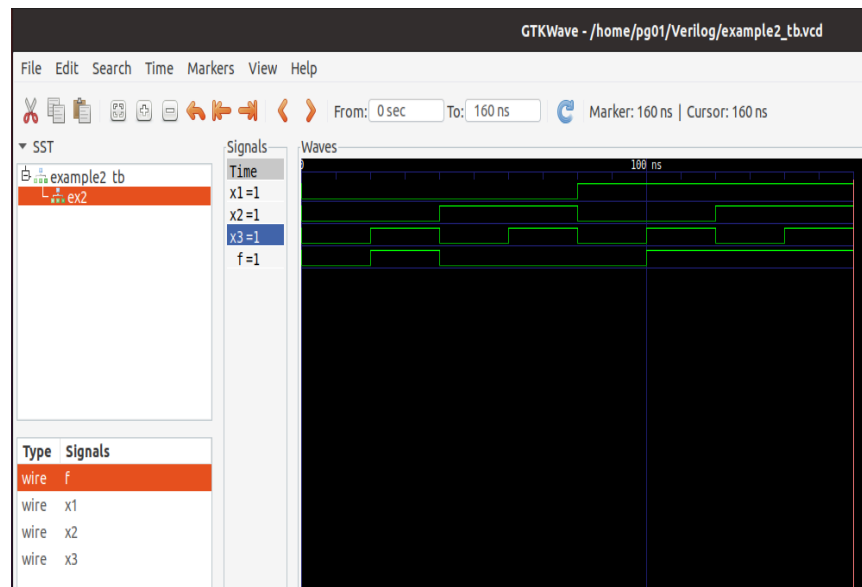 GTKWave - /home/pg01/Verilog/example2_tb.vcd
File Edit Search Time Markers View Help
From: 0 sec To: 160 ns Marker: 160 ns | Cursor: 160 ns
SST
example2_tb
ex2
Type Signals
wire f
wire x1
wire x2
wire x3
Signals
Time
x1=1
x2=1
x3=1
f=1
Waves
0
100 ns